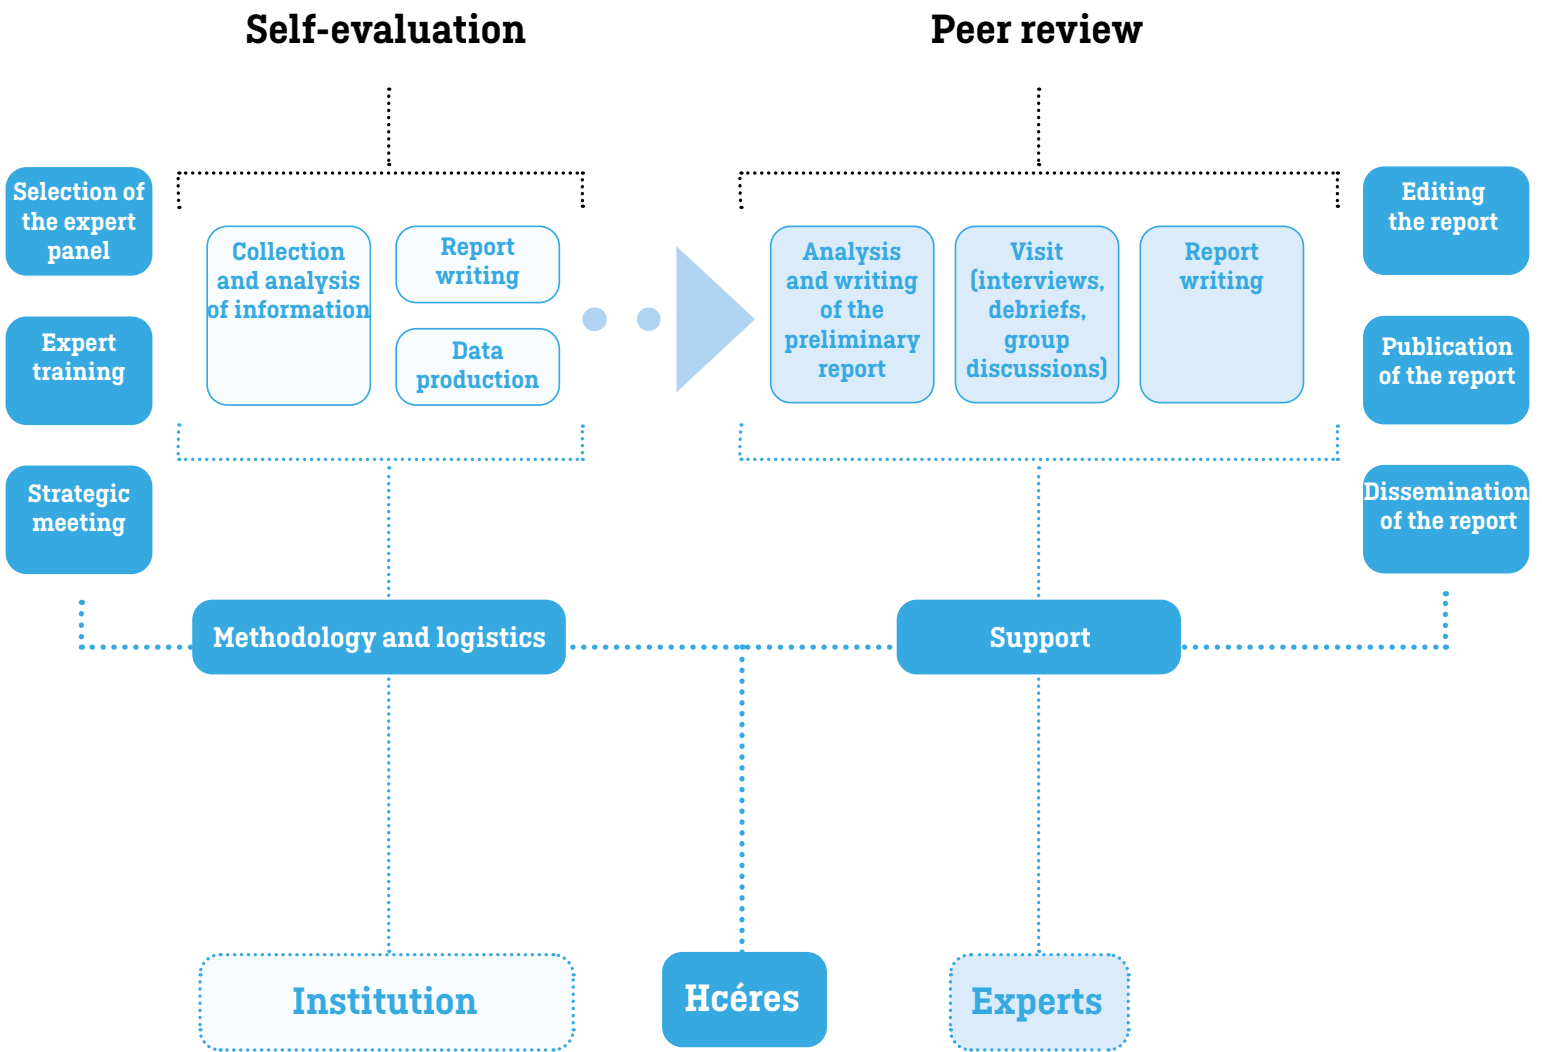 Self-evaluation
Peer review
Selection of
the expert
panel
Expert
training
Strategic
meeting
Collection
and analysis
of information
Report
writing
Data
production
Analysis
and writing
of the
preliminary
report
Visit
(interviews,
debriefs,
group
discussions)
Report
writing
Editing
the report
Publication
of the report
Dissemination
of the report
Methodology and logistics
Support
Institution
Hcéres
Experts